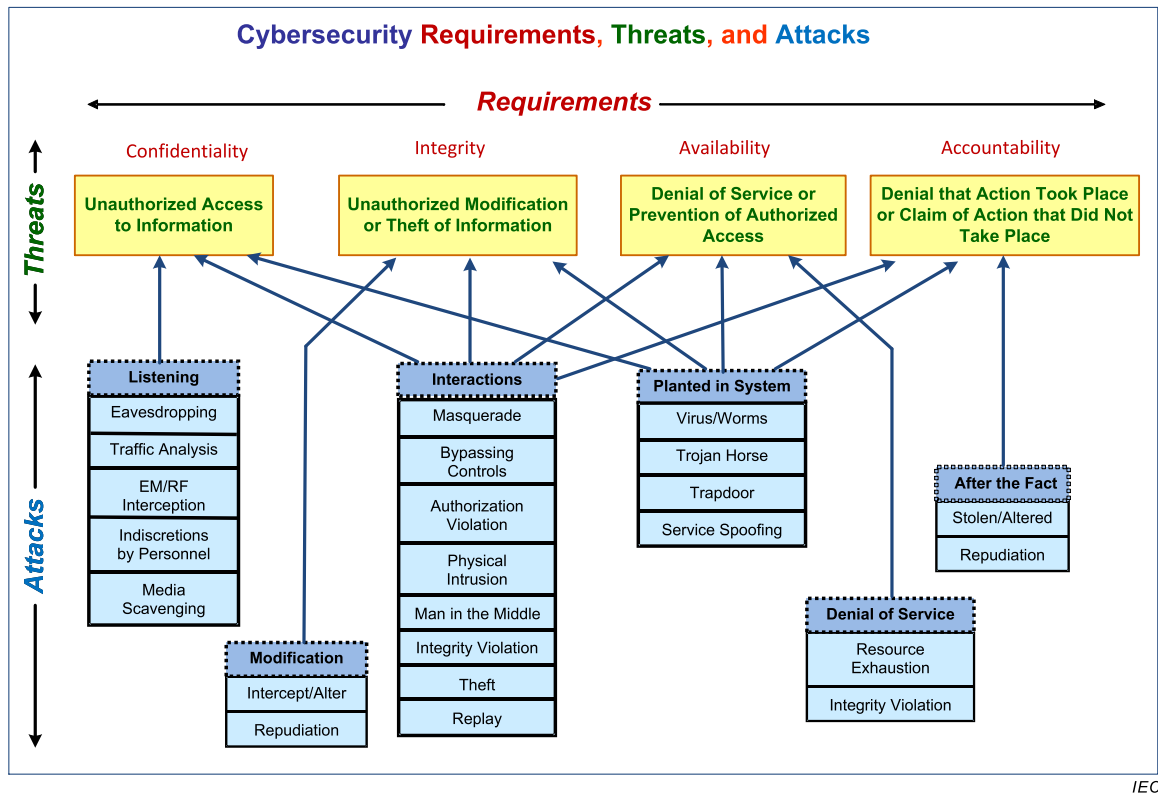 Cybersecurity Requirements, Threats, and Attacks
Requirements
Threats
Confidentiality
Integrity
Availability
Accountability
Unauthorized Access
to Information
Unauthorized Modification
or Theft of Information
Denial of Service or
Prevention of Authorized
Access
Denial that Action Took Place
or Claim of Action that Did Not
Take Place
Attacks
Listening
Eavesdropping
Traffic Analysis
EM/RF
Interception
Indiscretions
by Personnel
Media
Scavenging
Modification
Intercept/Alter
Repudiation
Interactions
Masquerade
Bypassing
Controls
Authorization
Violation
Physical
Intrusion
Man in the Middle
Integrity Violation
Theft
Replay
Planted in System
Virus/Worms
Trojan Horse
Trapdoor
Service Spoofing
Denial of Service
Resource
Exhaustion
Integrity Violation
After the Fact
Stolen/Altered
Repudiation
IEC